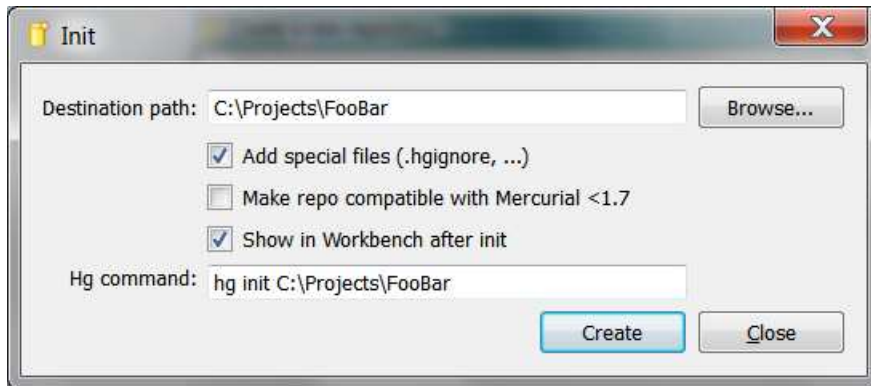 Init
Destination path: C:\Projects\FooBar Browse...
Add special files (.hgignore, ...)
Make repo compatible with Mercurial <1.7
Show in Workbench after init
Hg command: hg init C:\Projects\FooBar
Create Close